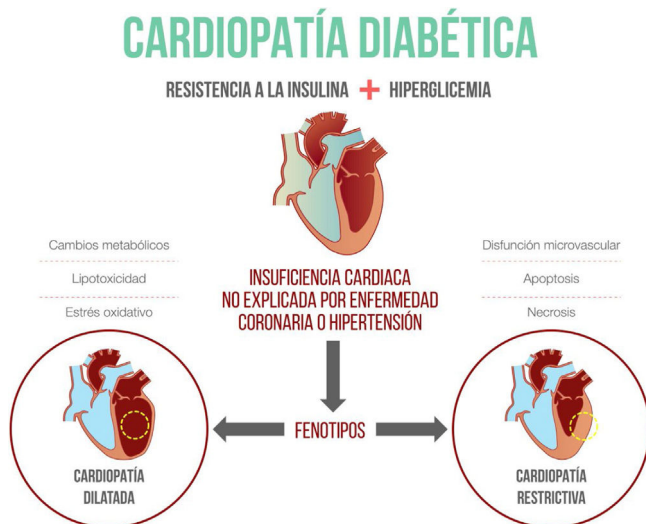 CARDIOPATÍA DIABÉTICA
RESISTENCIA A LA INSULINA + HIPERGLICEMIA
Cambios metabólicos
Lipotoxicidad
Estrés oxidativo
INSUFICIENCIA CARDIACA
NO EXPLICADA POR ENFERMEDAD
CORONARIA O HIPERTENSIÓN
Disfunción microvascular
Apoptosis
Necrosis
FENOTIPOS
CARDIOPATÍA
DILATADA
CARDIOPATÍA
RESTRICTIVA